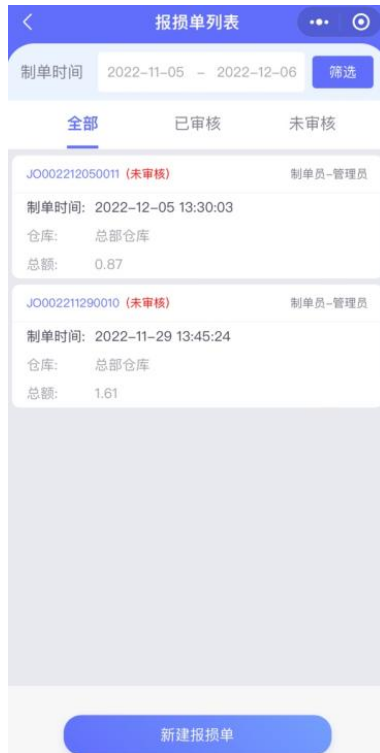 报损单列表
制单时间 2022-11-05 - 2022-12-06 筛选
全部 已审核 未审核
JO002212050011 (未审核) 制单员-管理员
制单时间: 2022-12-05 13:30:03
仓库: 总部仓库
总额: 0.87
JO002211290010 (未审核) 制单员-管理员
制单时间: 2022-11-29 13:45:24
仓库: 总部仓库
总额: 1.61
新建报损单